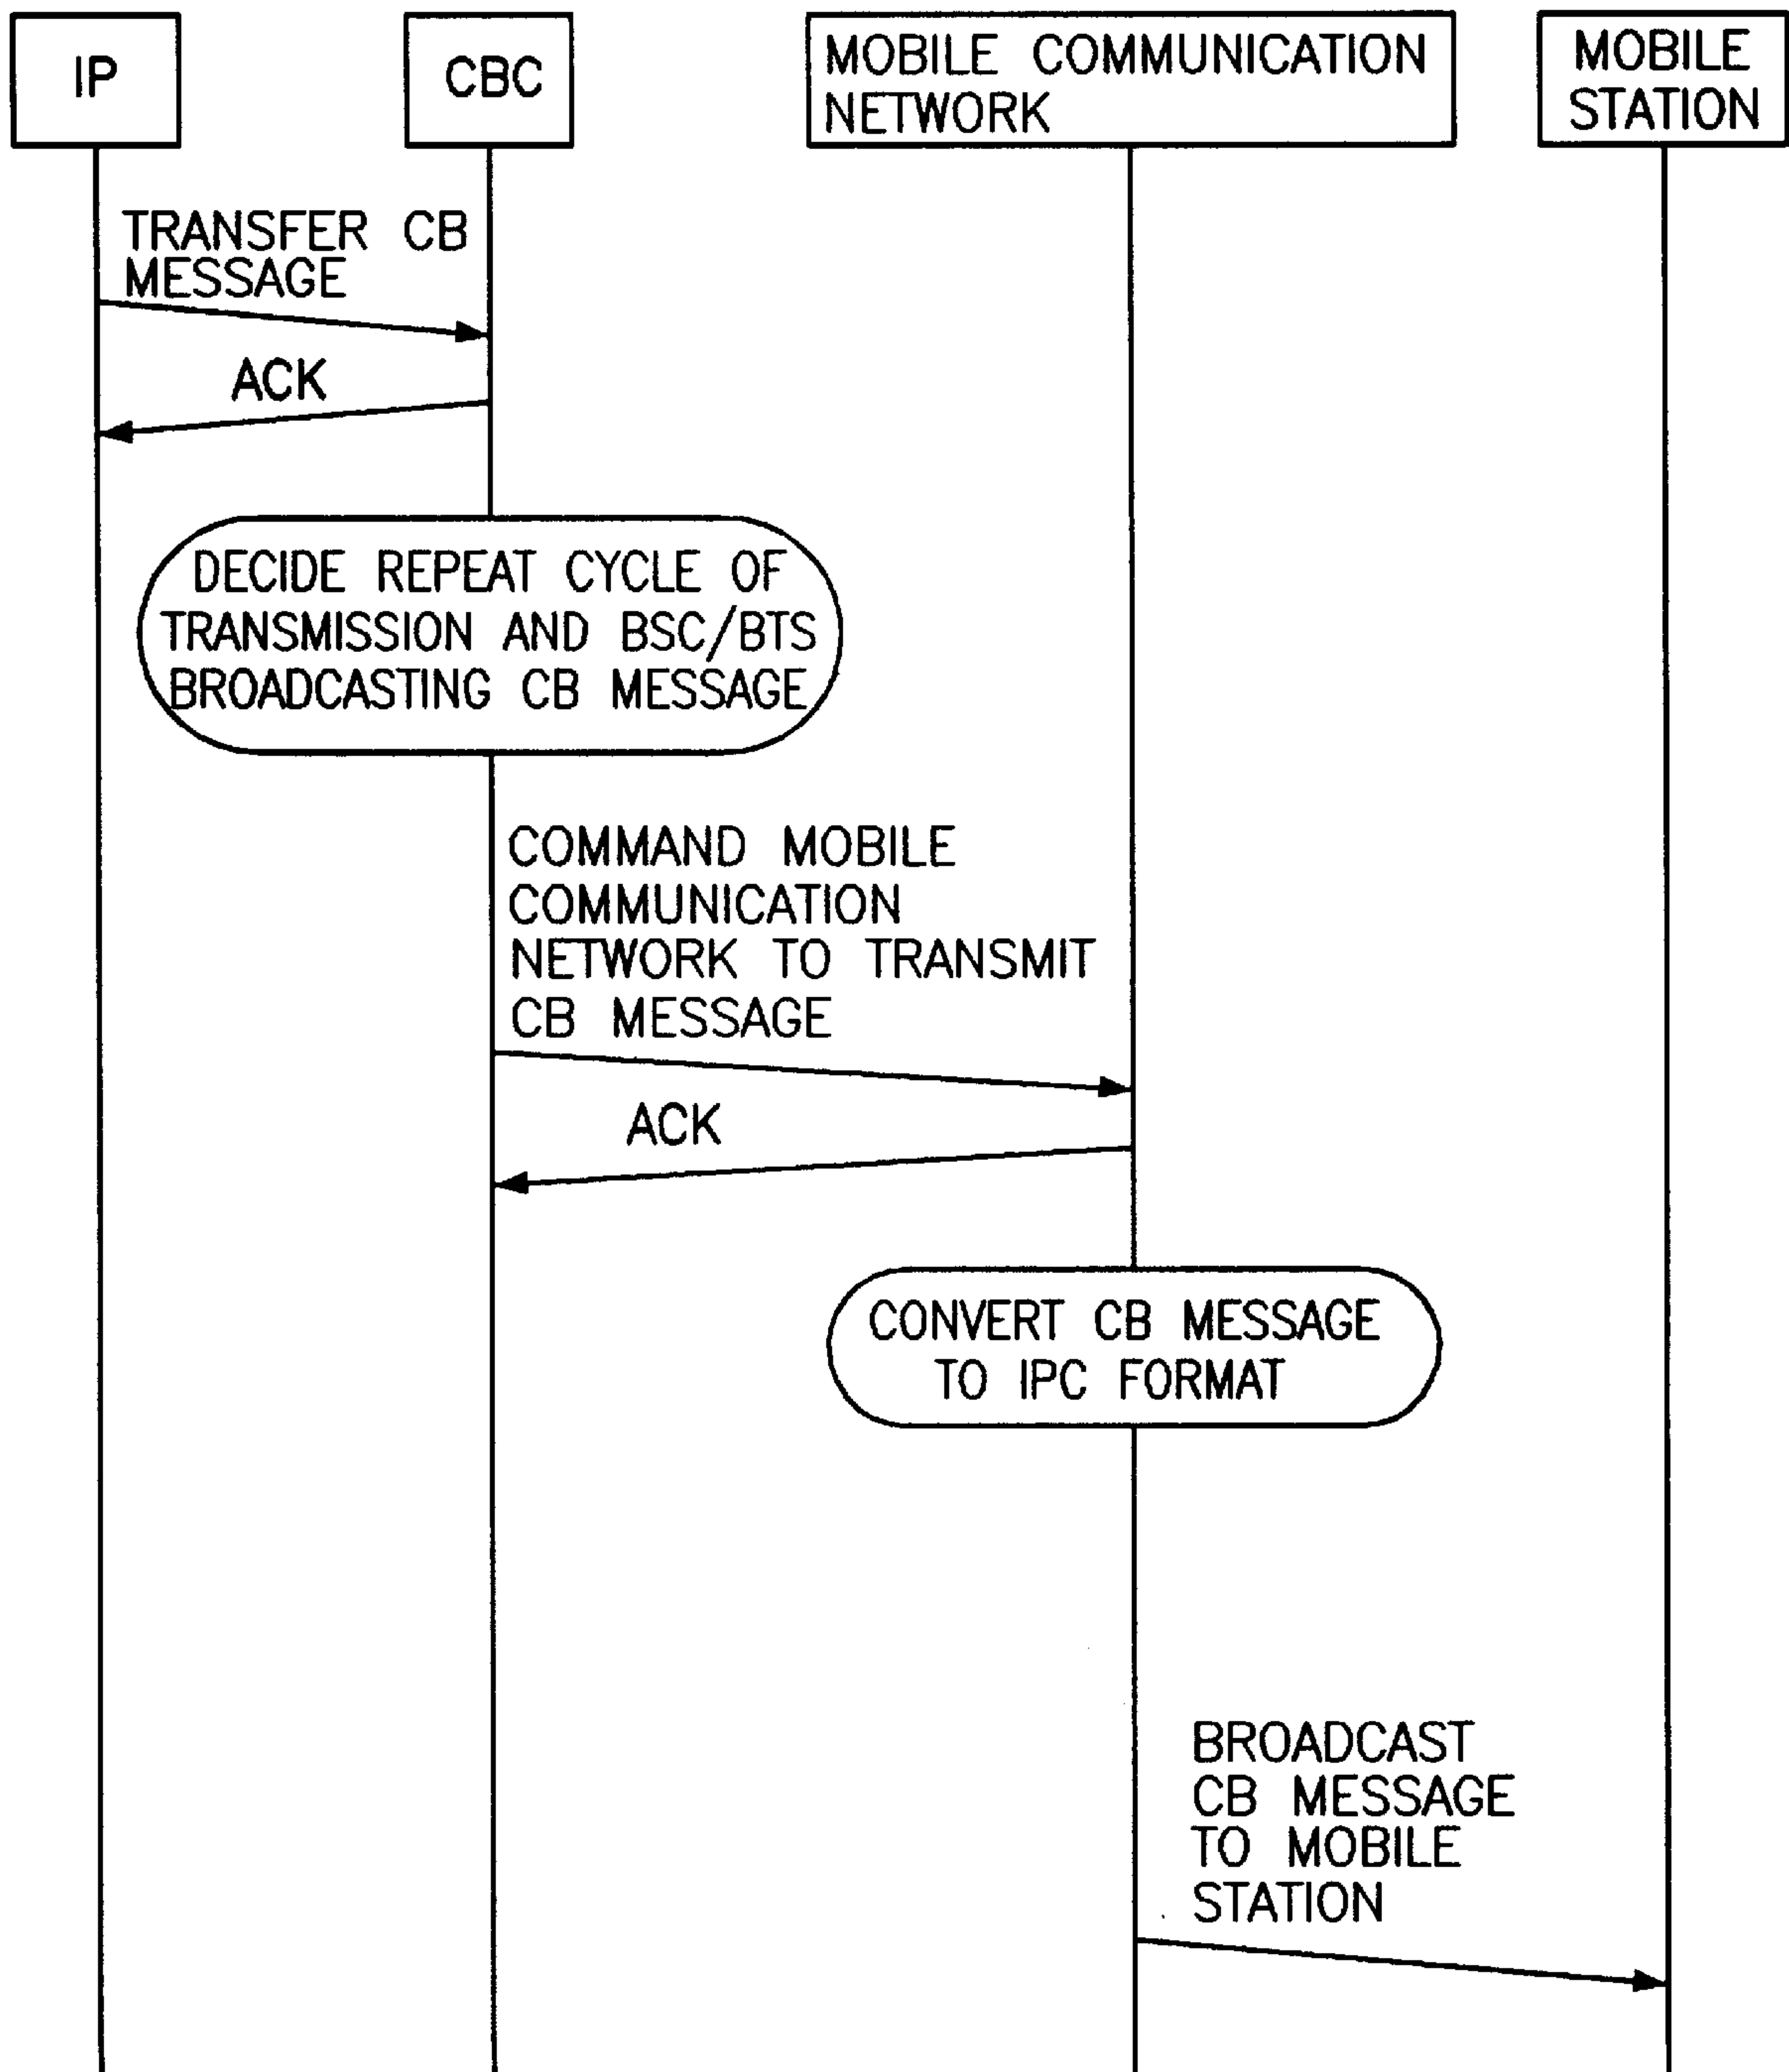 IP
CBC
MOBILE COMMUNICATION
NETWORK
MOBILE
STATION
TRANSFER CB
MESSAGE
ACK
DECIDE REPEAT CYCLE OF
TRANSMISSION AND BSC/BTS
BROADCASTING CB MESSAGE
COMMAND MOBILE
COMMUNICATION
NETWORK TO TRANSMIT
CB MESSAGE
ACK
CONVERT CB MESSAGE
TO IPC FORMAT
BROADCAST
CB MESSAGE
TO MOBILE
STATION